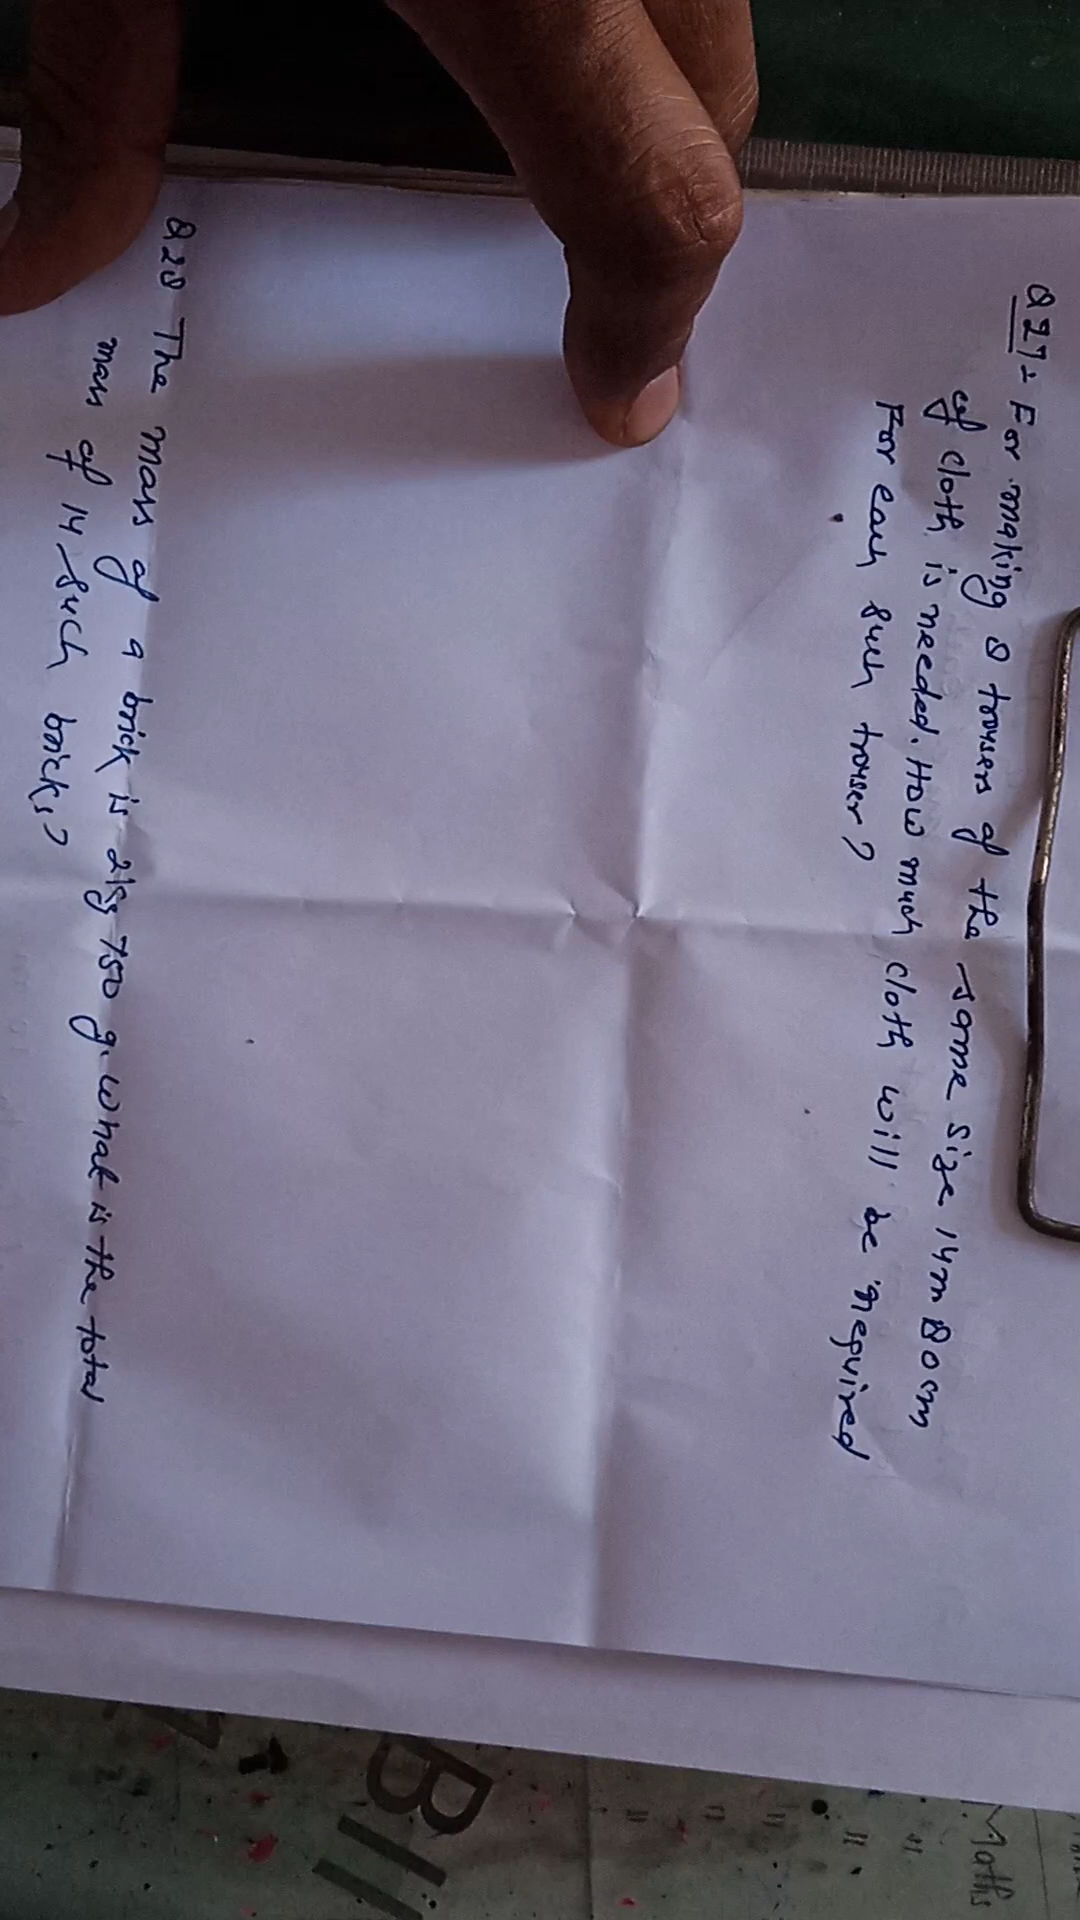 Q27- For making 8 trousers of the same size 14m 80cm
of cloth is needed. How much cloth will be required
For each such trouser?
Q28 The mass of a brick is 2kg 750 g. What is the total
mass of 14 such bricks?
Maths
B